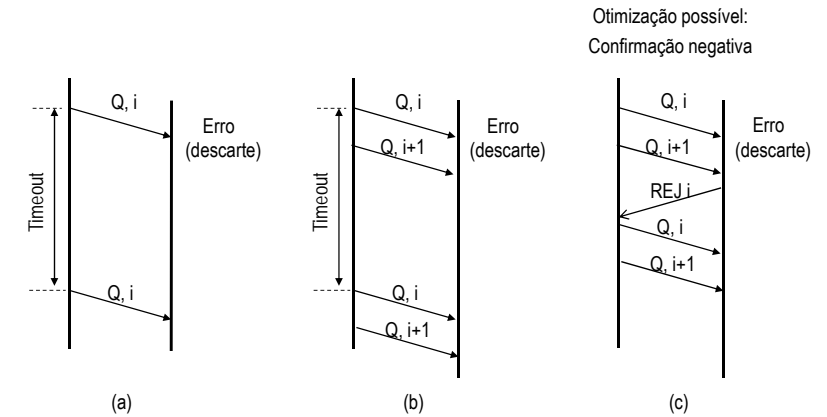 Otimização possível:
Confirmação negativa
Timeout
Q, i
Erro
(descarte)
Q, i
(a)
Timeout
Q, i
Q, i+1
Erro
(descarte)
Q, i
Q, i+1
(b)
Q, i
Q, i+1
Erro
(descarte)
REJ i
Q, i
Q, i+1
(c)